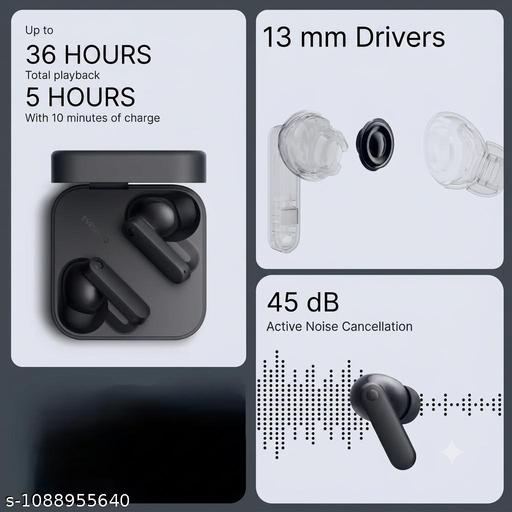 Up to
36 HOURS
Total playback
5 HOURS
With 10 minutes of charge
13 mm Drivers
45 dB
Active Noise Cancellation
s-1088955640